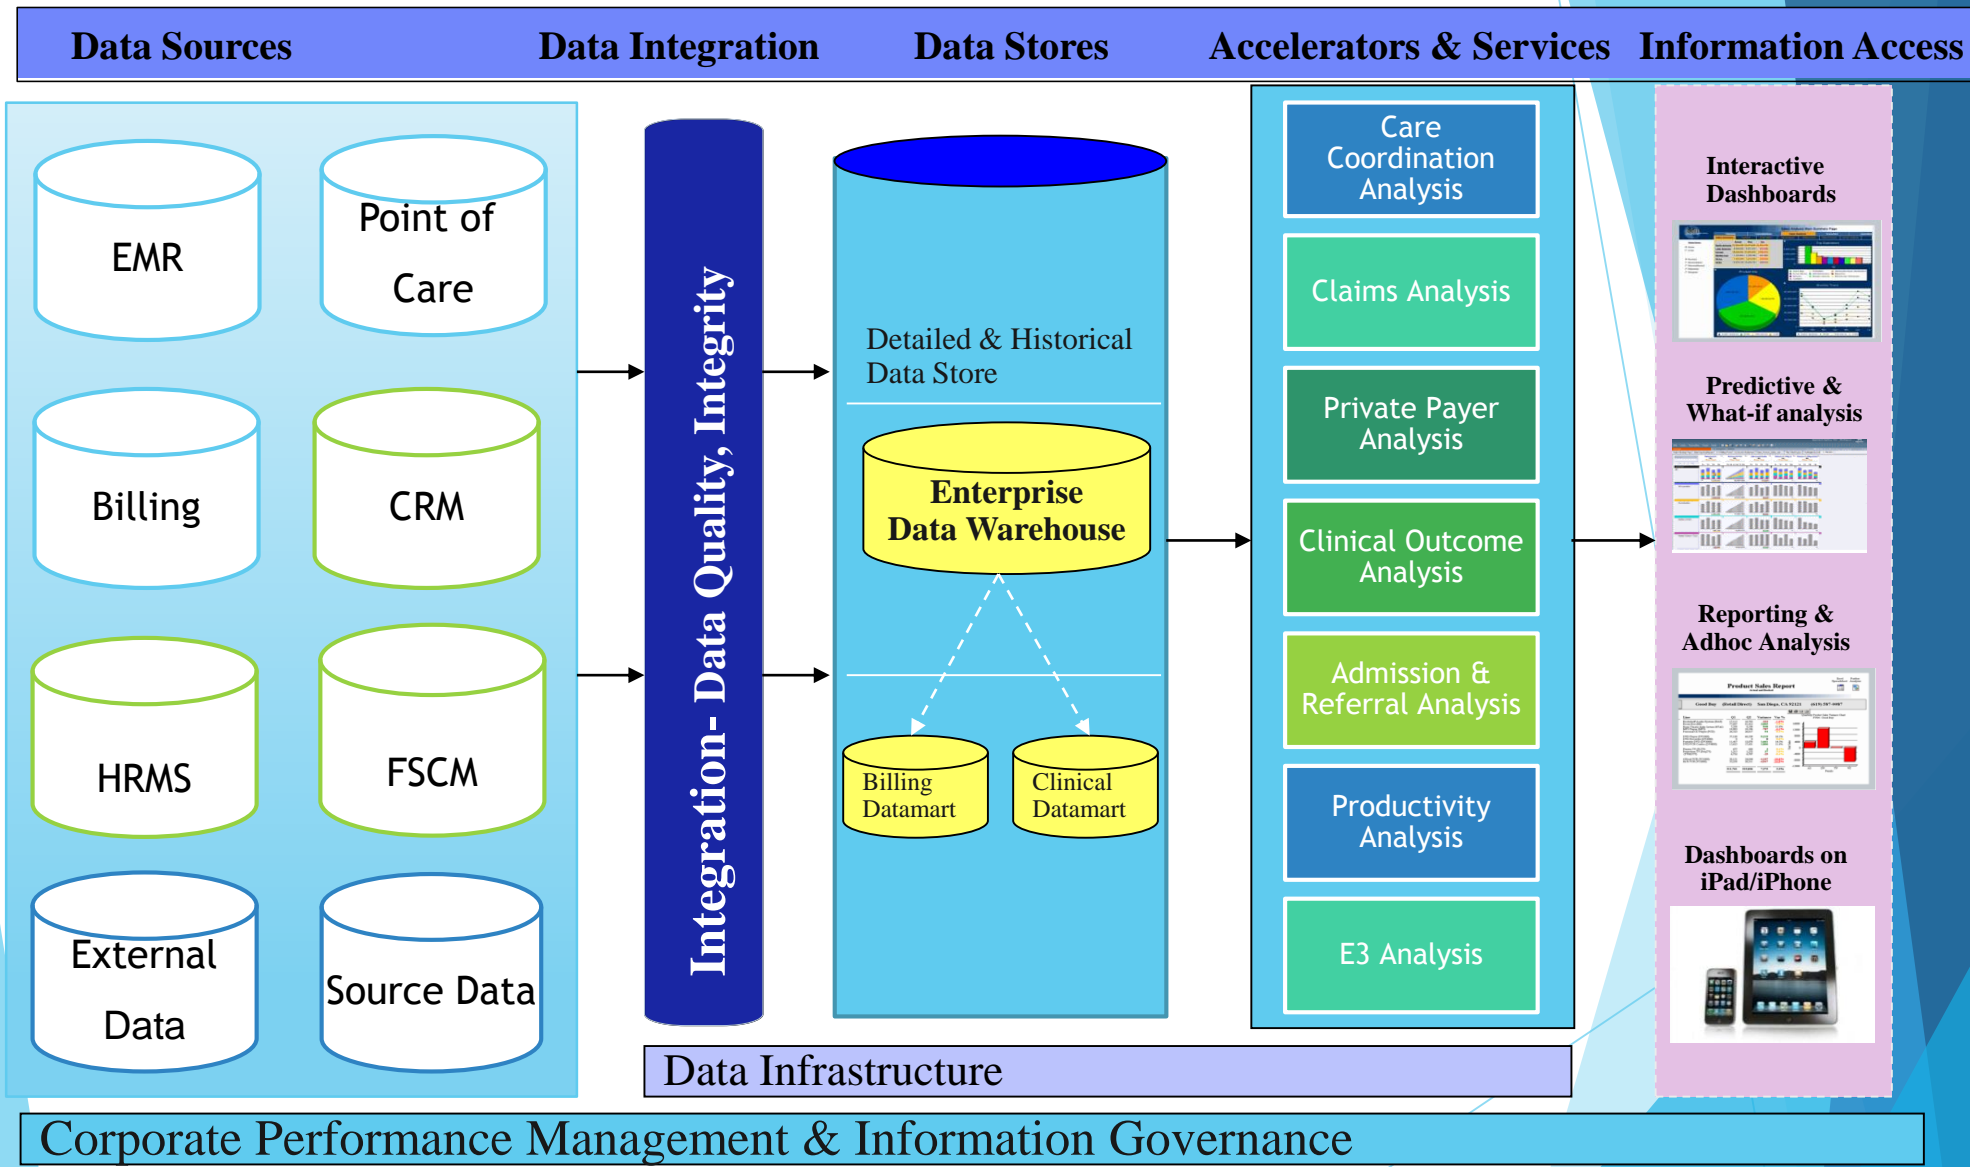 Data Sources
Data Integration
Data Stores
Accelerators & Services
Information Access
EMR
Point of
Care
Billing
CRM
HRMS
FSCM
External
Data
Source Data
Integration- Data Quality, Integrity
Detailed & Historical
Data Store
Enterprise
Data Warehouse
Billing
Datamart
Clinical
Datamart
Care
Coordination
Analysis
Claims Analysis
Private Payer
Analysis
Clinical Outcome
Analysis
Admission &
Referral Analysis
Productivity
Analysis
E3 Analysis
Interactive
Dashboards
Predictive &
What-if analysis
Reporting &
Adhoc Analysis
Product Sales Report
Dashboards on
iPad/iPhone
Data Infrastructure
Corporate Performance Management & Information Governance